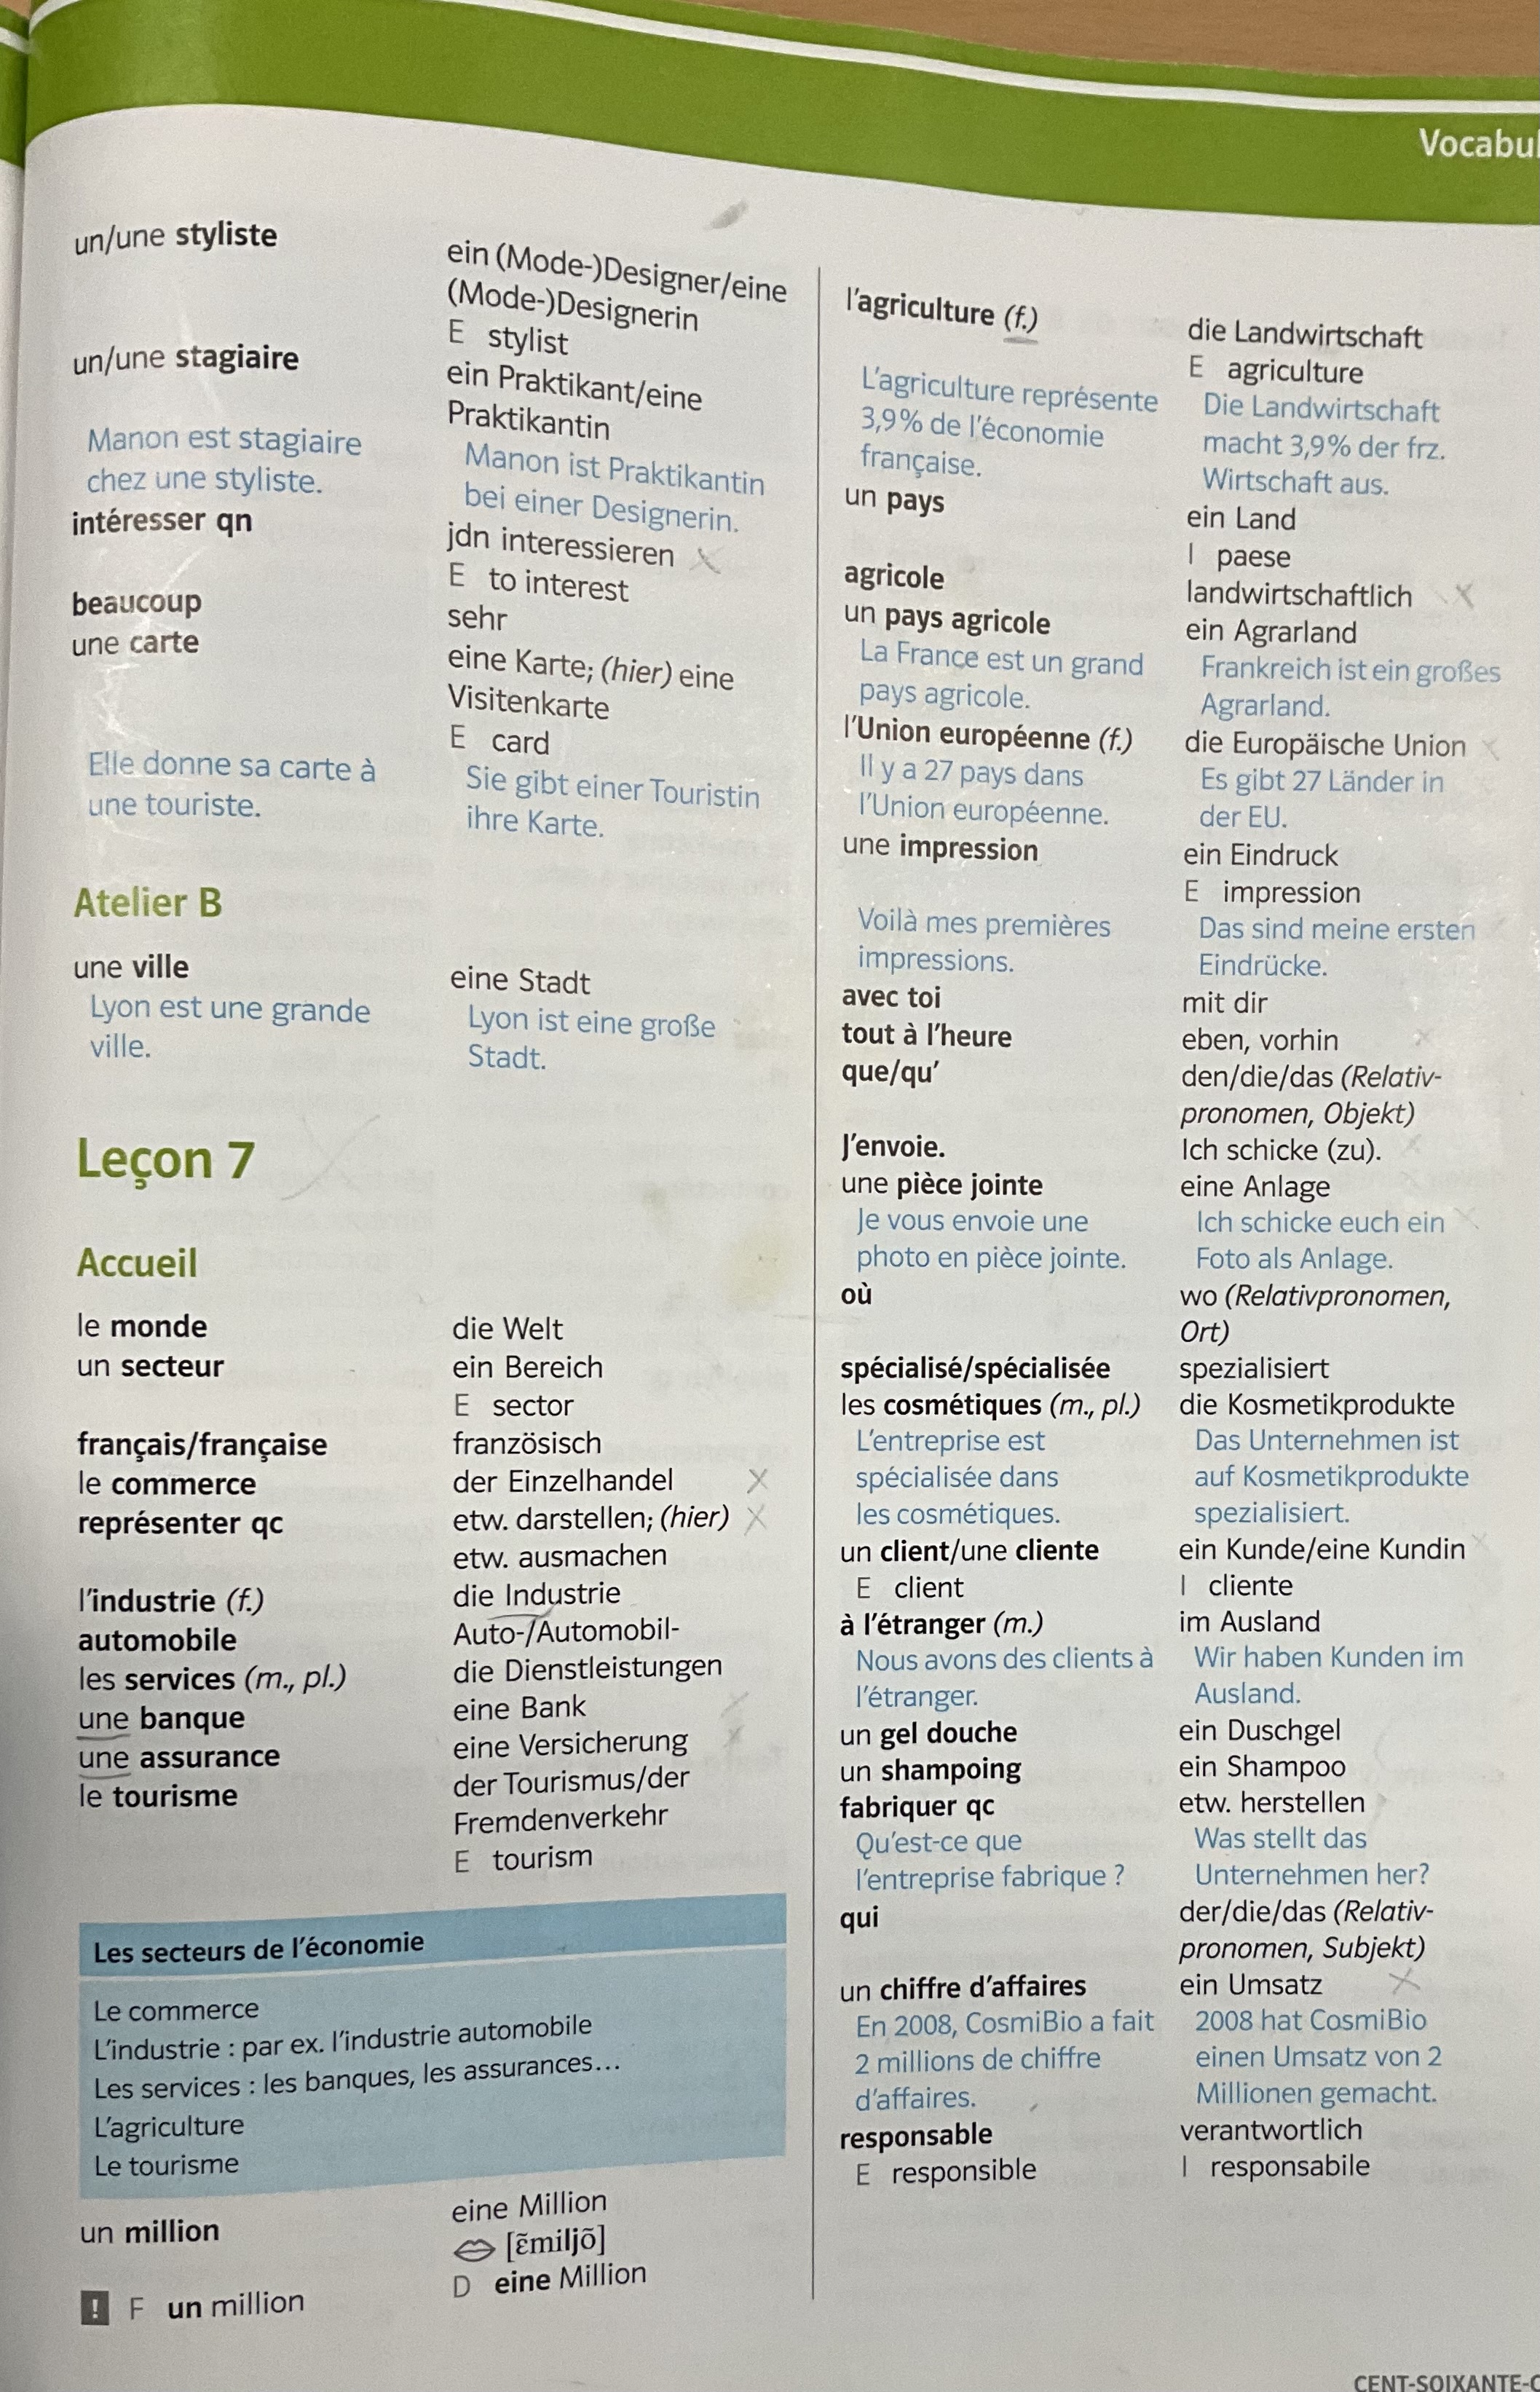 Vocabul
un/une styliste
ein (Mode-)Designer/eine
(Mode-)Designerin
E stylist
un/une stagiaire
ein Praktikant/eine
Praktikantin
Manon est stagiaire
chez une styliste.
Manon ist Praktikantin
bei einer Designerin.
intéresser qn
jdn interessieren
E to interest
beaucoup
sehr
une carte
eine Karte; (hier) eine
Visitenkarte
E card
Elle donne sa carte à
une touriste.
Sie gibt einer Touristin
ihre Karte.
Atelier B
une ville
eine Stadt
Lyon est une grande
ville.
Lyon ist eine große
Stadt.
Leçon 7
Accueil
le monde
die Welt
un secteur
ein Bereich
E sector
français/française
französisch
le commerce
der Einzelhandel
représenter qc
etw. darstellen; (hier)
etw. ausmachen
l'industrie (f.)
die Industrie
automobile
Auto-/Automobil-
les services (m., pl.)
die Dienstleistungen
une banque
eine Bank
une assurance
eine Versicherung
le tourisme
der Tourismus/der
Fremdenverkehr
E tourism
Les secteurs de l'économie
Le commerce
L'industrie : par ex. l'industrie automobile
Les services : les banques, les assurances…
L'agriculture
Le tourisme
un million
eine Million
[ɛ̃miljõ]
! F un million
D eine Million
l'agriculture (f.)
die Landwirtschaft
E agriculture
L'agriculture représente
3,9% de l'économie
française.
Die Landwirtschaft
macht 3,9% der frz.
Wirtschaft aus.
un pays
ein Land
I paese
agricole
landwirtschaftlich
un pays agricole
ein Agrarland
La France est un grand
pays agricole.
Frankreich ist ein großes
Agrarland.
l'Union européenne (f.)
die Europäische Union
Il y a 27 pays dans
l'Union européenne.
Es gibt 27 Länder in
der EU.
une impression
ein Eindruck
E impression
Voilà mes premières
impressions.
Das sind meine ersten
Eindrücke.
avec toi
mit dir
tout à l'heure
eben, vorhin
que/qu'
den/die/das (Relativ-
pronomen, Objekt)
J'envoie.
Ich schicke (zu).
une pièce jointe
eine Anlage
Je vous envoie une
photo en pièce jointe.
Ich schicke euch ein
Foto als Anlage.
où
wo (Relativpronomen,
Ort)
spécialisé/spécialisée
spezialisiert
les cosmétiques (m., pl.)
die Kosmetikprodukte
L'entreprise est
spécialisée dans
les cosmétiques.
Das Unternehmen ist
auf Kosmetikprodukte
spezialisiert.
un client/une cliente
ein Kunde/eine Kundin
E client
I cliente
à l'étranger (m.)
im Ausland
Nous avons des clients à
l'étranger.
Wir haben Kunden im
Ausland.
un gel douche
ein Duschgel
un shampoing
ein Shampoo
fabriquer qc
etw. herstellen
Qu'est-ce que
l'entreprise fabrique ?
Was stellt das
Unternehmen her?
qui
der/die/das (Relativ-
pronomen, Subjekt)
un chiffre d'affaires
ein Umsatz
En 2008, CosmiBio a fait
2 millions de chiffre
d'affaires.
2008 hat CosmiBio
einen Umsatz von 2
Millionen gemacht.
responsable
verantwortlich
E responsible
I responsabile
CENT-SOIXANTE-